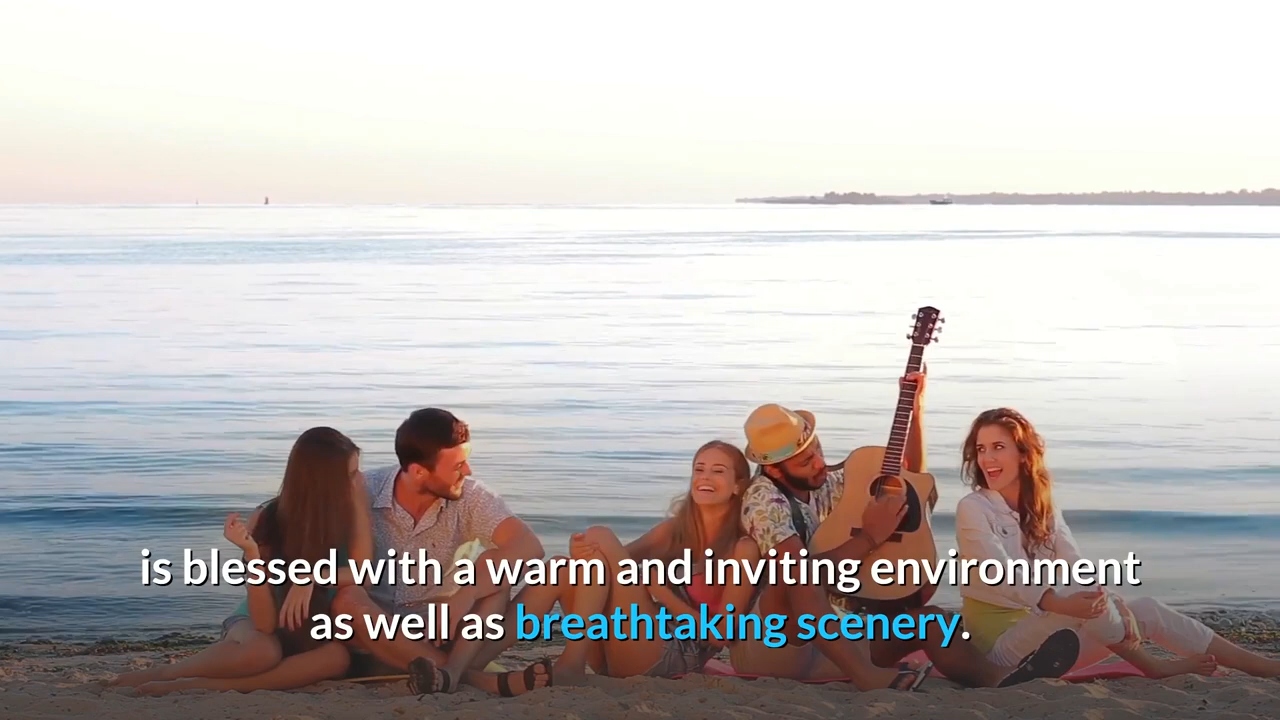 is blessed with a warm and inviting environment
as well as breathtaking scenery.